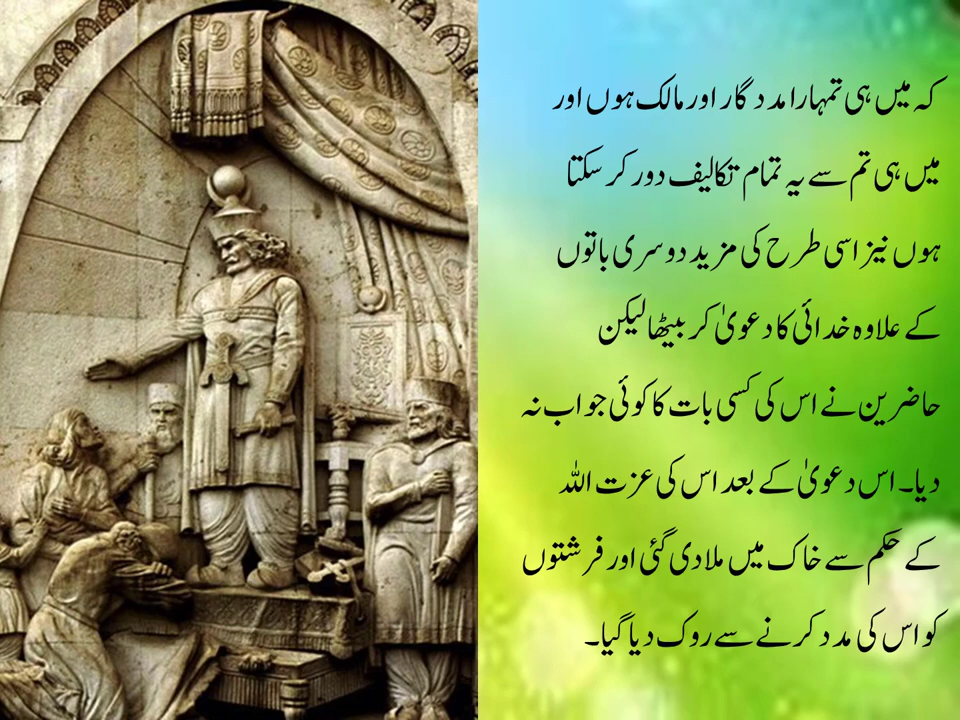 کہ میں ہی تمہارا مدد گار اور مالک ہوں اور
میں ہی تم سے یہ تمام تکالیف دور کر سکتا
ہوں نیز اسی طرح کی مزید دوسری باتوں
کے علاوہ خدائی کا دعویٰ کر بیٹھا لیکن
حاضرین نے اس کی کسی بات کا کوئی جواب نہ
دیا۔ اس دعویٰ کے بعد اس کی عزت اللہ
کے حکم سے خاک میں ملا دی گئی اور فرشتوں
کو اس کی مدد کرنے سے روک دیا گیا۔